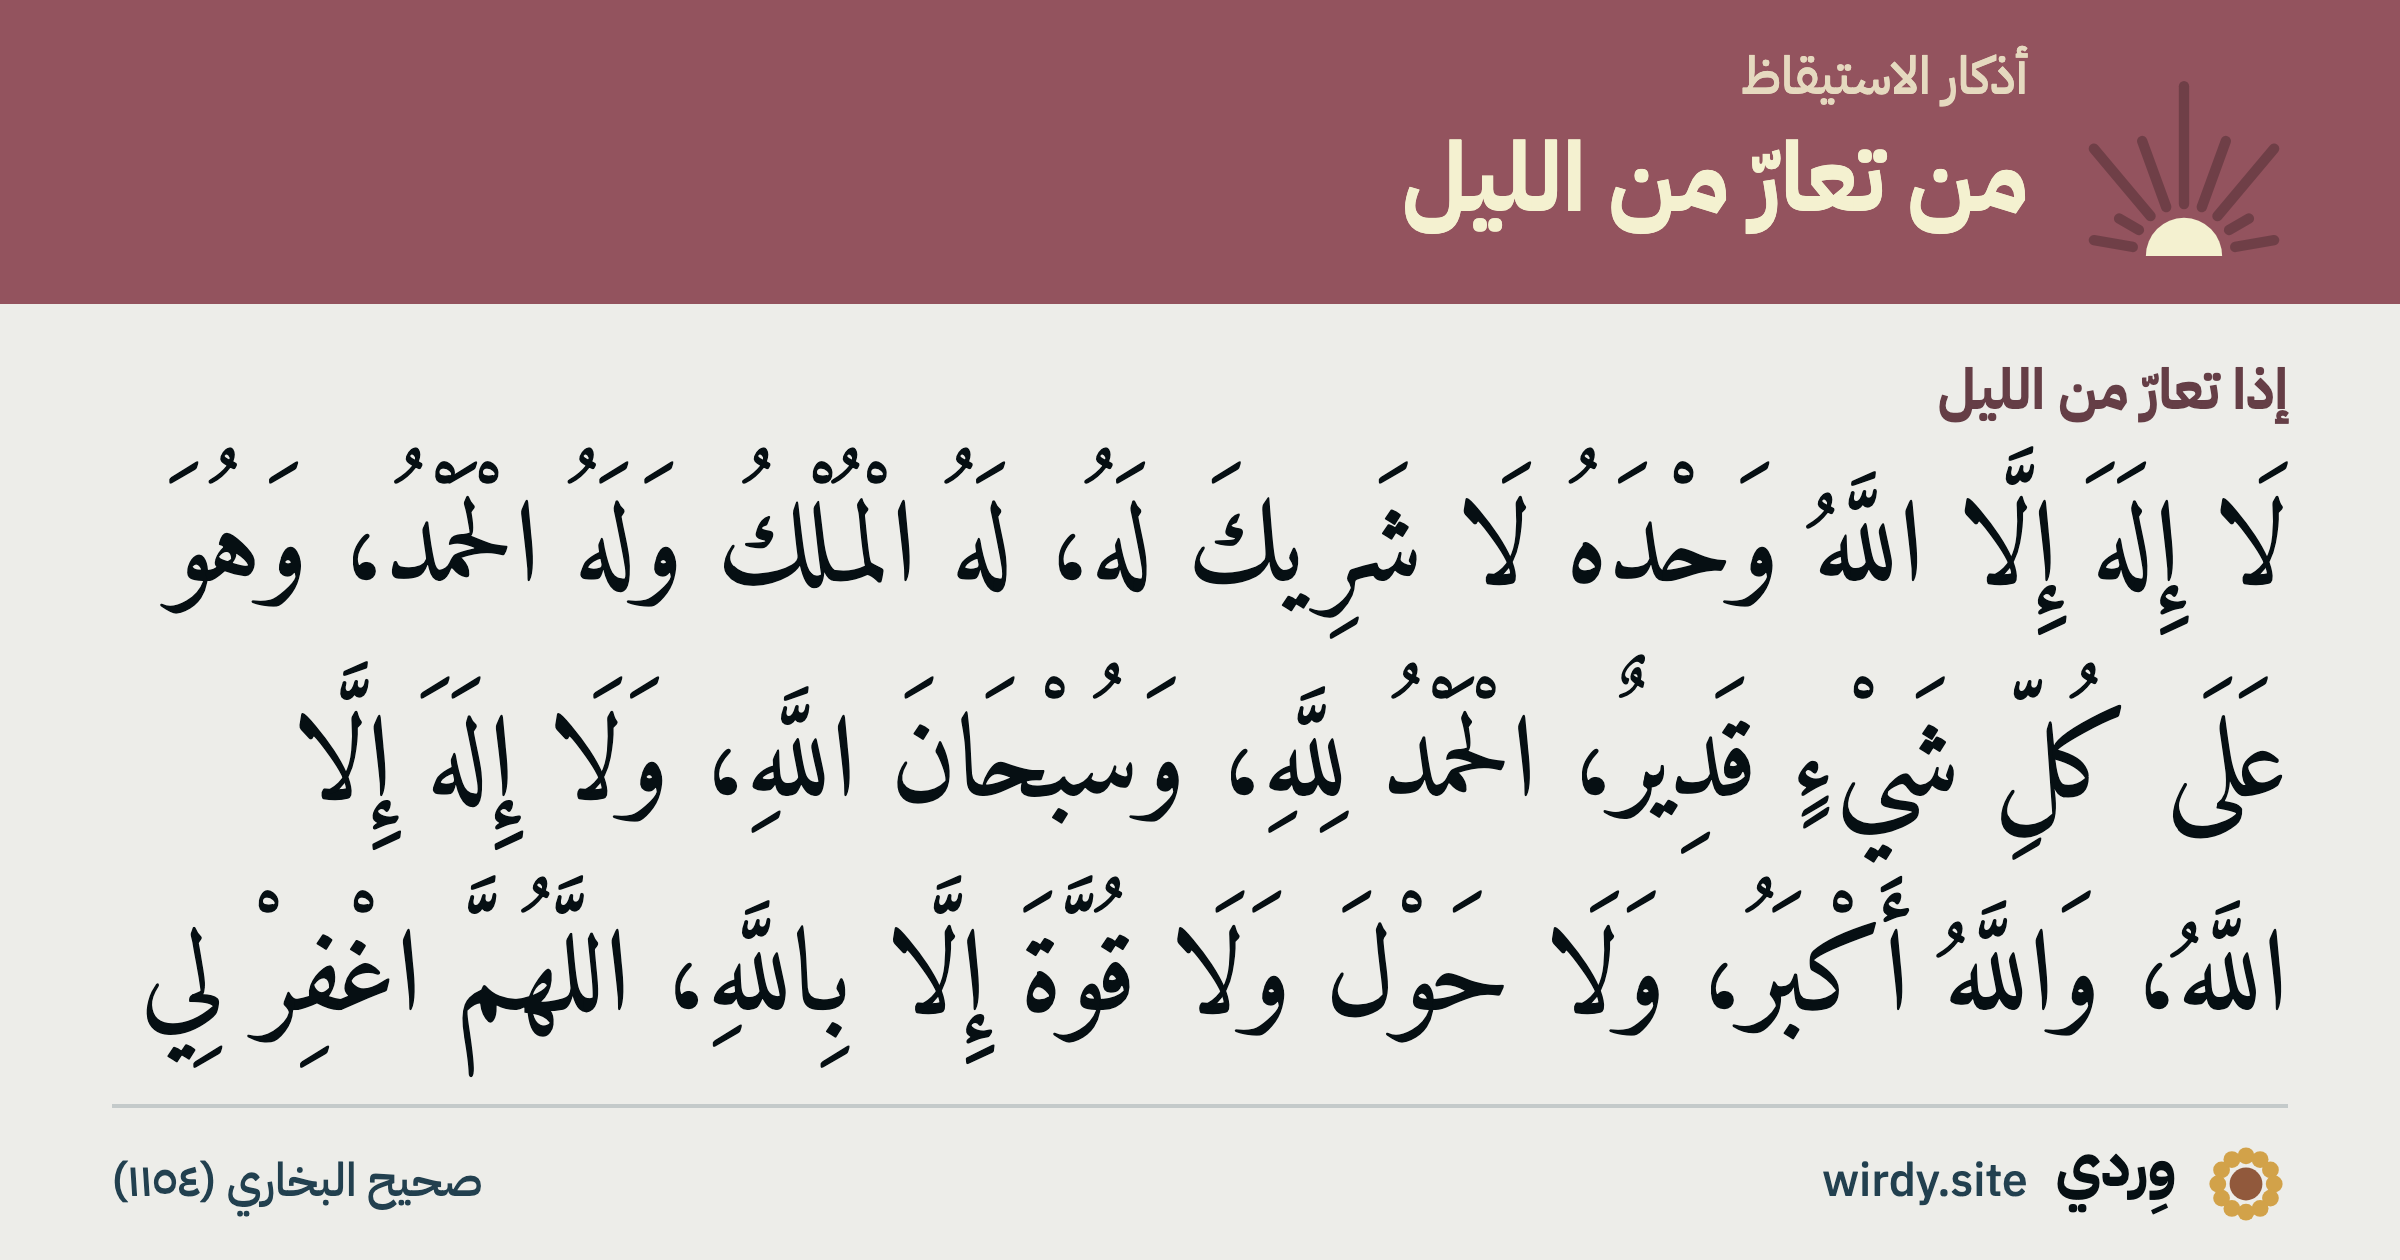 أذكار الاستيقاظ
من تعارّ من الليل
إذا تعارّ من الليل
لَا إِلَهَ إِلَّا اللَّهُ وَحْدَهُ لَا شَرِيكَ لَهُ، لَهُ الْمُلْكُ وَلَهُ الْحَمْدُ، وَهُوَ
عَلَى كُلِّ شَيْءٍ قَدِيرٌ، الْحَمْدُ لِلَّهِ، وَسُبْحَانَ اللَّهِ، وَلَا إِلَهَ إِلَّا
اللَّهُ، وَاللَّهُ أَكْبَرُ، وَلَا حَوْلَ وَلَا قُوَّةَ إِلَّا بِاللَّهِ، اللَّهُمَّ اغْفِرْ لِي
وِردي wirdy.site
صحيح البخاري (١١٥٤)